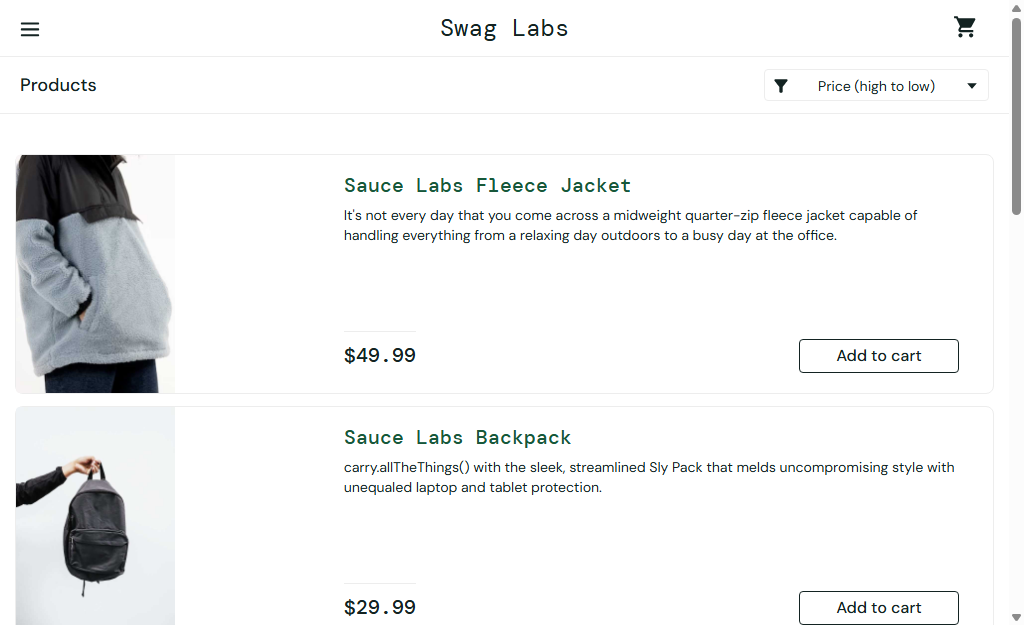 Swag Labs
Products
Price (high to low)
Sauce Labs Fleece Jacket
It's not every day that you come across a midweight quarter-zip fleece jacket capable of
handling everything from a relaxing day outdoors to a busy day at the office.
$49.99
Add to cart
Sauce Labs Backpack
carry.allTheThings() with the sleek, streamlined Sly Pack that melds uncompromising style with
unequaled laptop and tablet protection.
$29.99
Add to cart